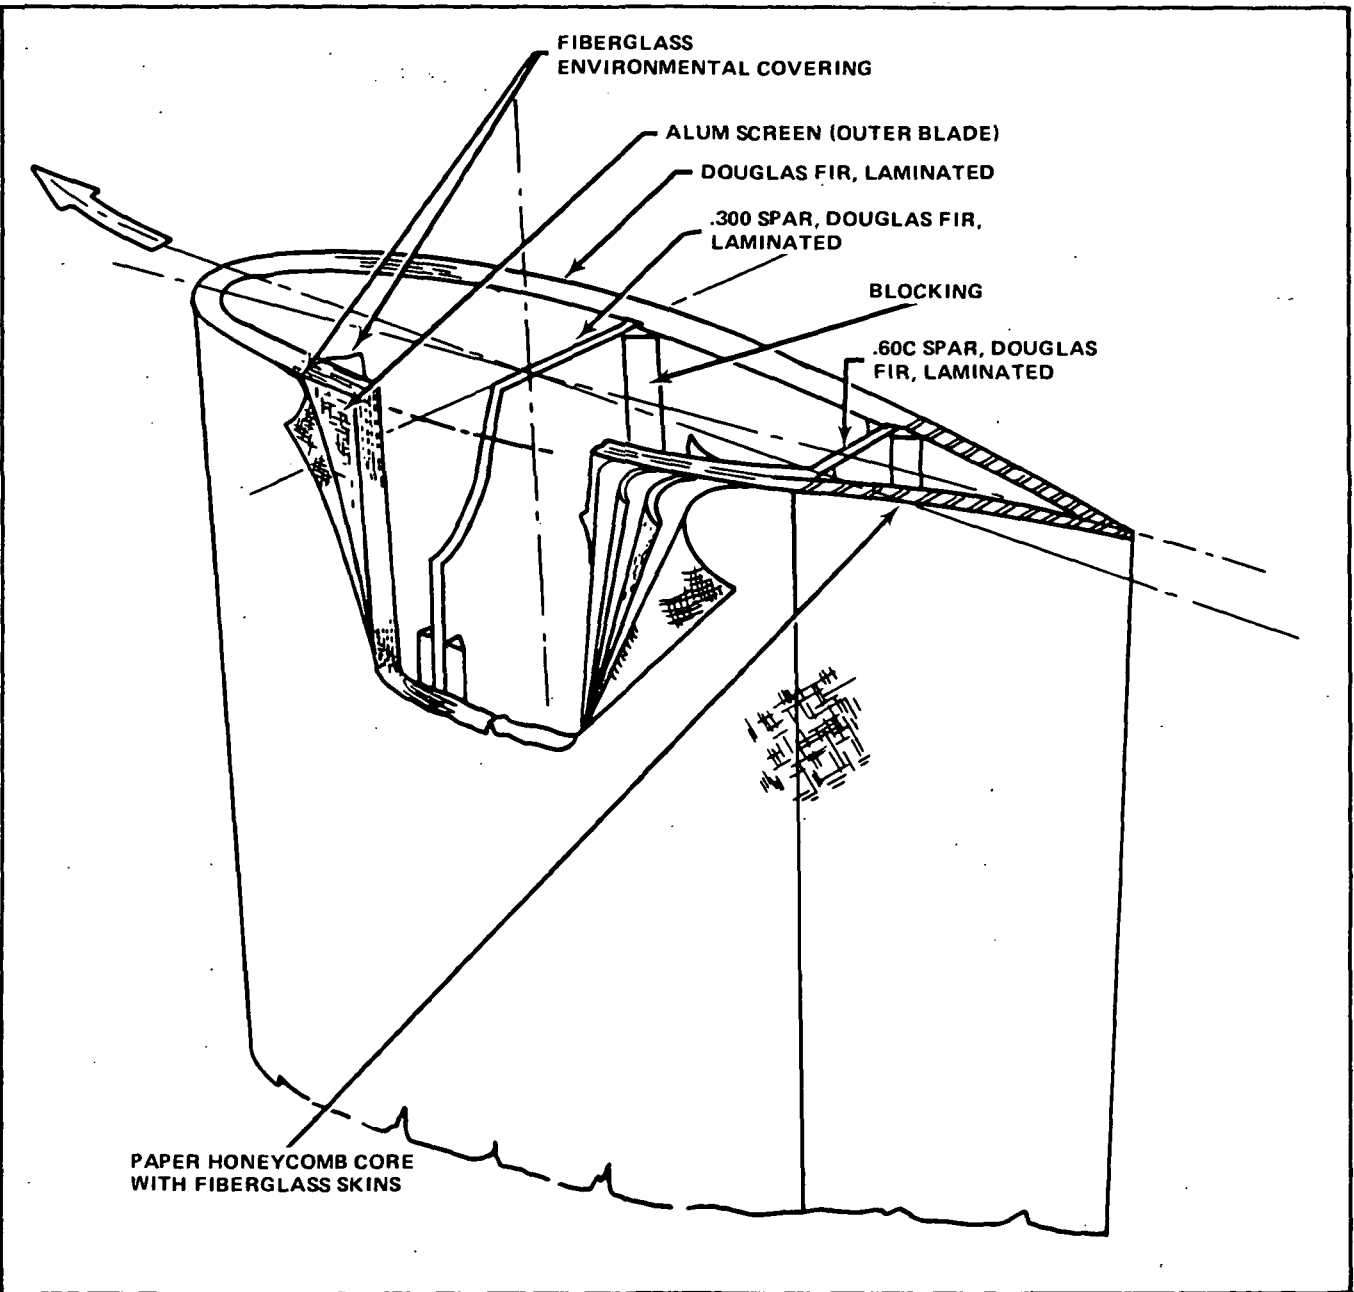 FIBERGLASS
ENVIRONMENTAL COVERING
ALUM SCREEN (OUTER BLADE)
DOUGLAS FIR, LAMINATED
.300 SPAR, DOUGLAS FIR,
LAMINATED
BLOCKING
.60C SPAR, DOUGLAS
FIR, LAMINATED
PAPER HONEYCOMB CORE
WITH FIBERGLASS SKINS